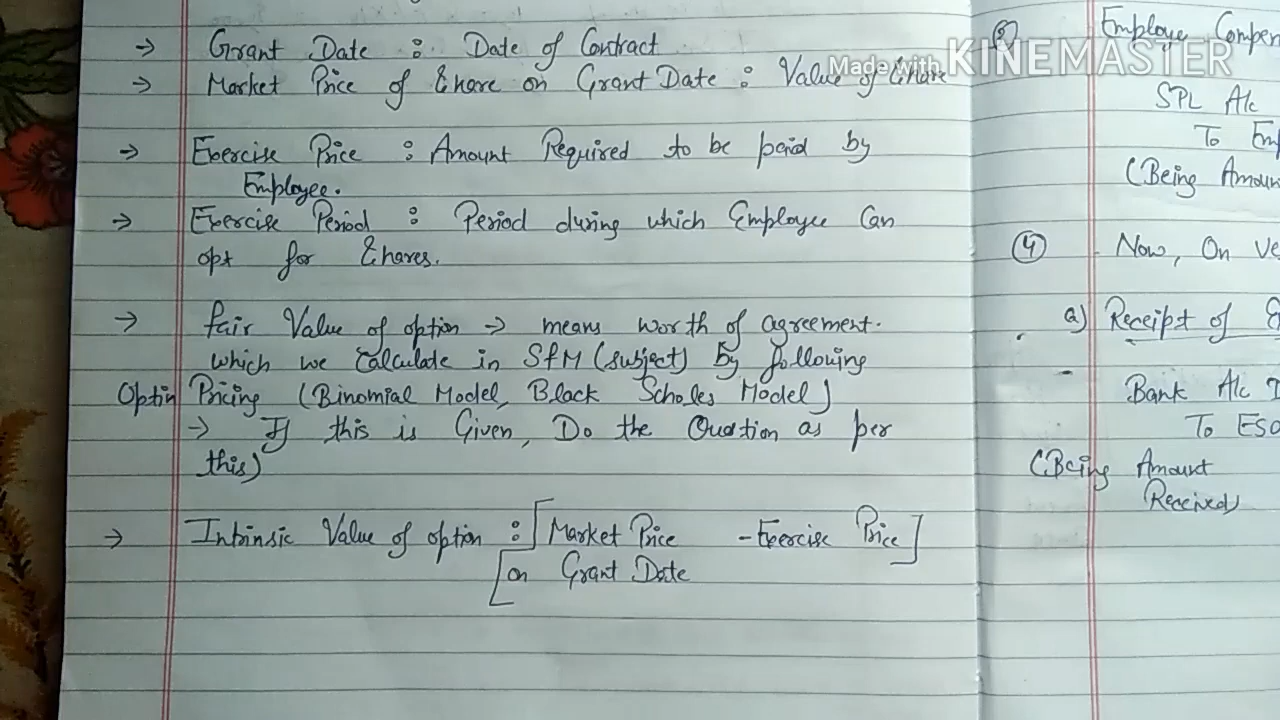 → Grant Date : Date of Contract
→ Market Price of Share on Grant Date : Value of Share
→ Exercise Price : Amount Required to be paid by
Employee.
→ Exercise Period : Period during which Employee Can
opt for Shares.
→ Fair Value of option → means worth of agreement.
which we Calculate in SFM (subject) by following
Option Pricing (Binomial Model, Black Scholes Model)
→ If this is Given, Do the Question as per
this)
→ Intrinsic Value of option : [Market Price - Exercise Price]
on Grant Date
Made with KINEMASTER
Employe Compen
SPL A/c
To Em
(Being Amoun
④ Now, On Ve
a) Receipt of
Bank A/c D
To ESO
(Being Amount
Received)